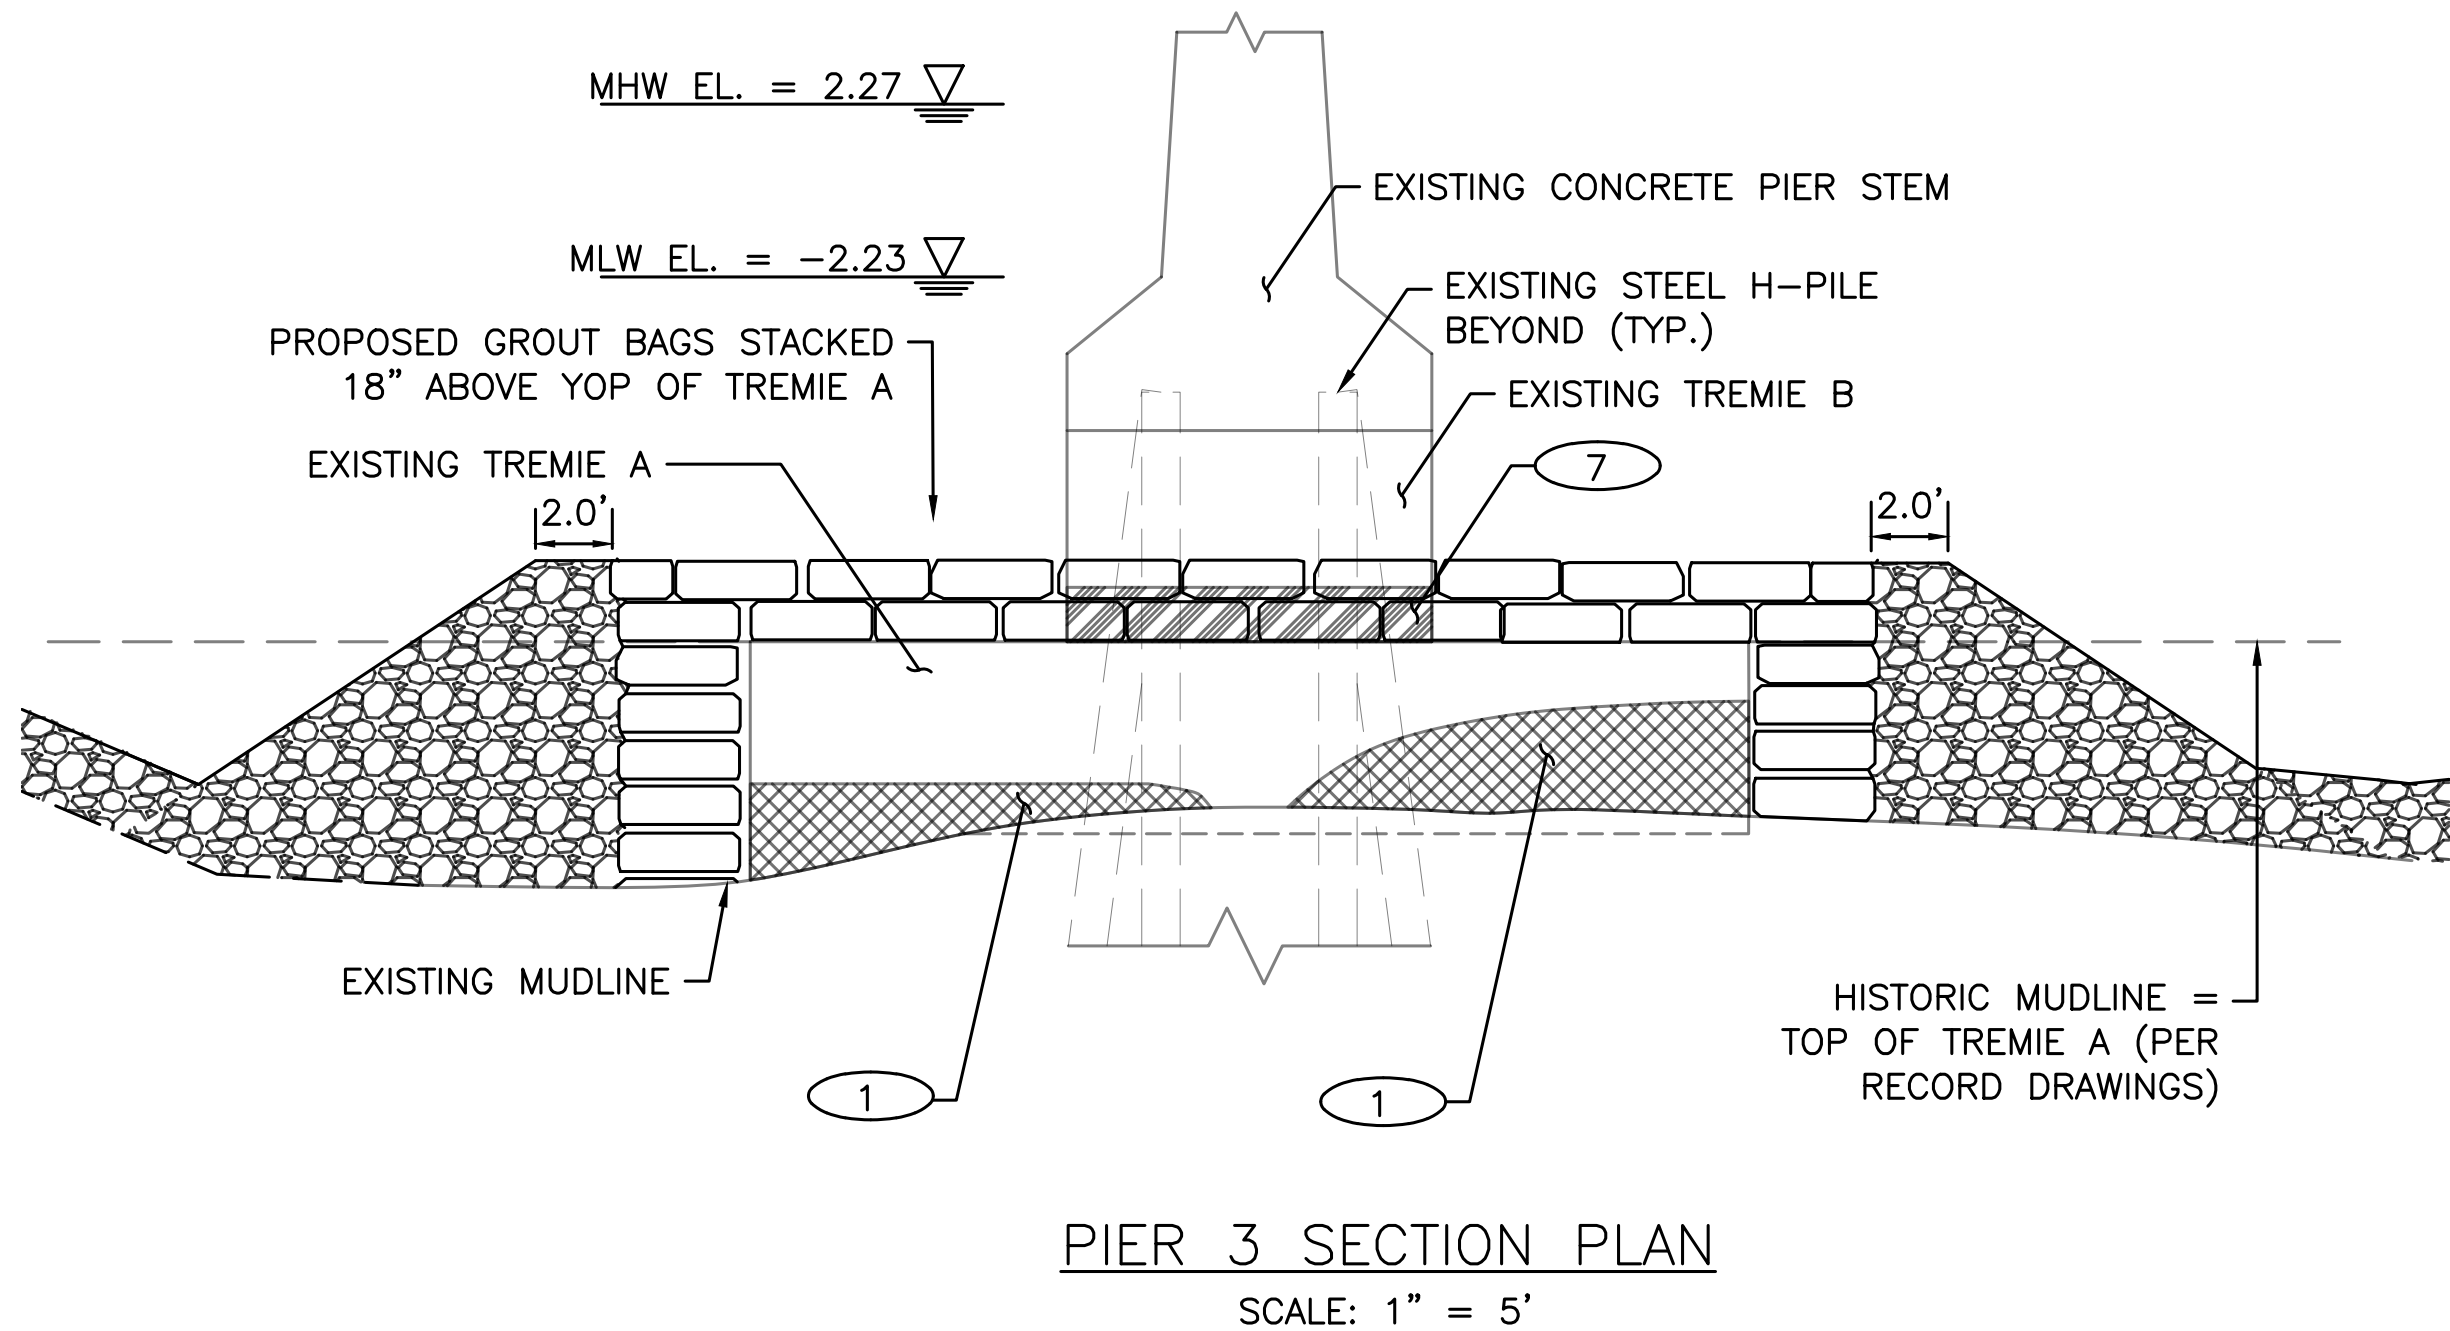 MHW EL. = 2.27
EXISTING CONCRETE PIER STEM
MLW EL. = -2.23
EXISTING STEEL H-PILE
BEYOND (TYP.)
PROPOSED GROUT BAGS STACKED
18" ABOVE YOP OF TREMIE A
EXISTING TREMIE B
EXISTING TREMIE A
7
2.0'
2.0'
EXISTING MUDLINE
HISTORIC MUDLINE =
TOP OF TREMIE A (PER
RECORD DRAWINGS)
1
1
PIER 3 SECTION PLAN
SCALE: 1" = 5'